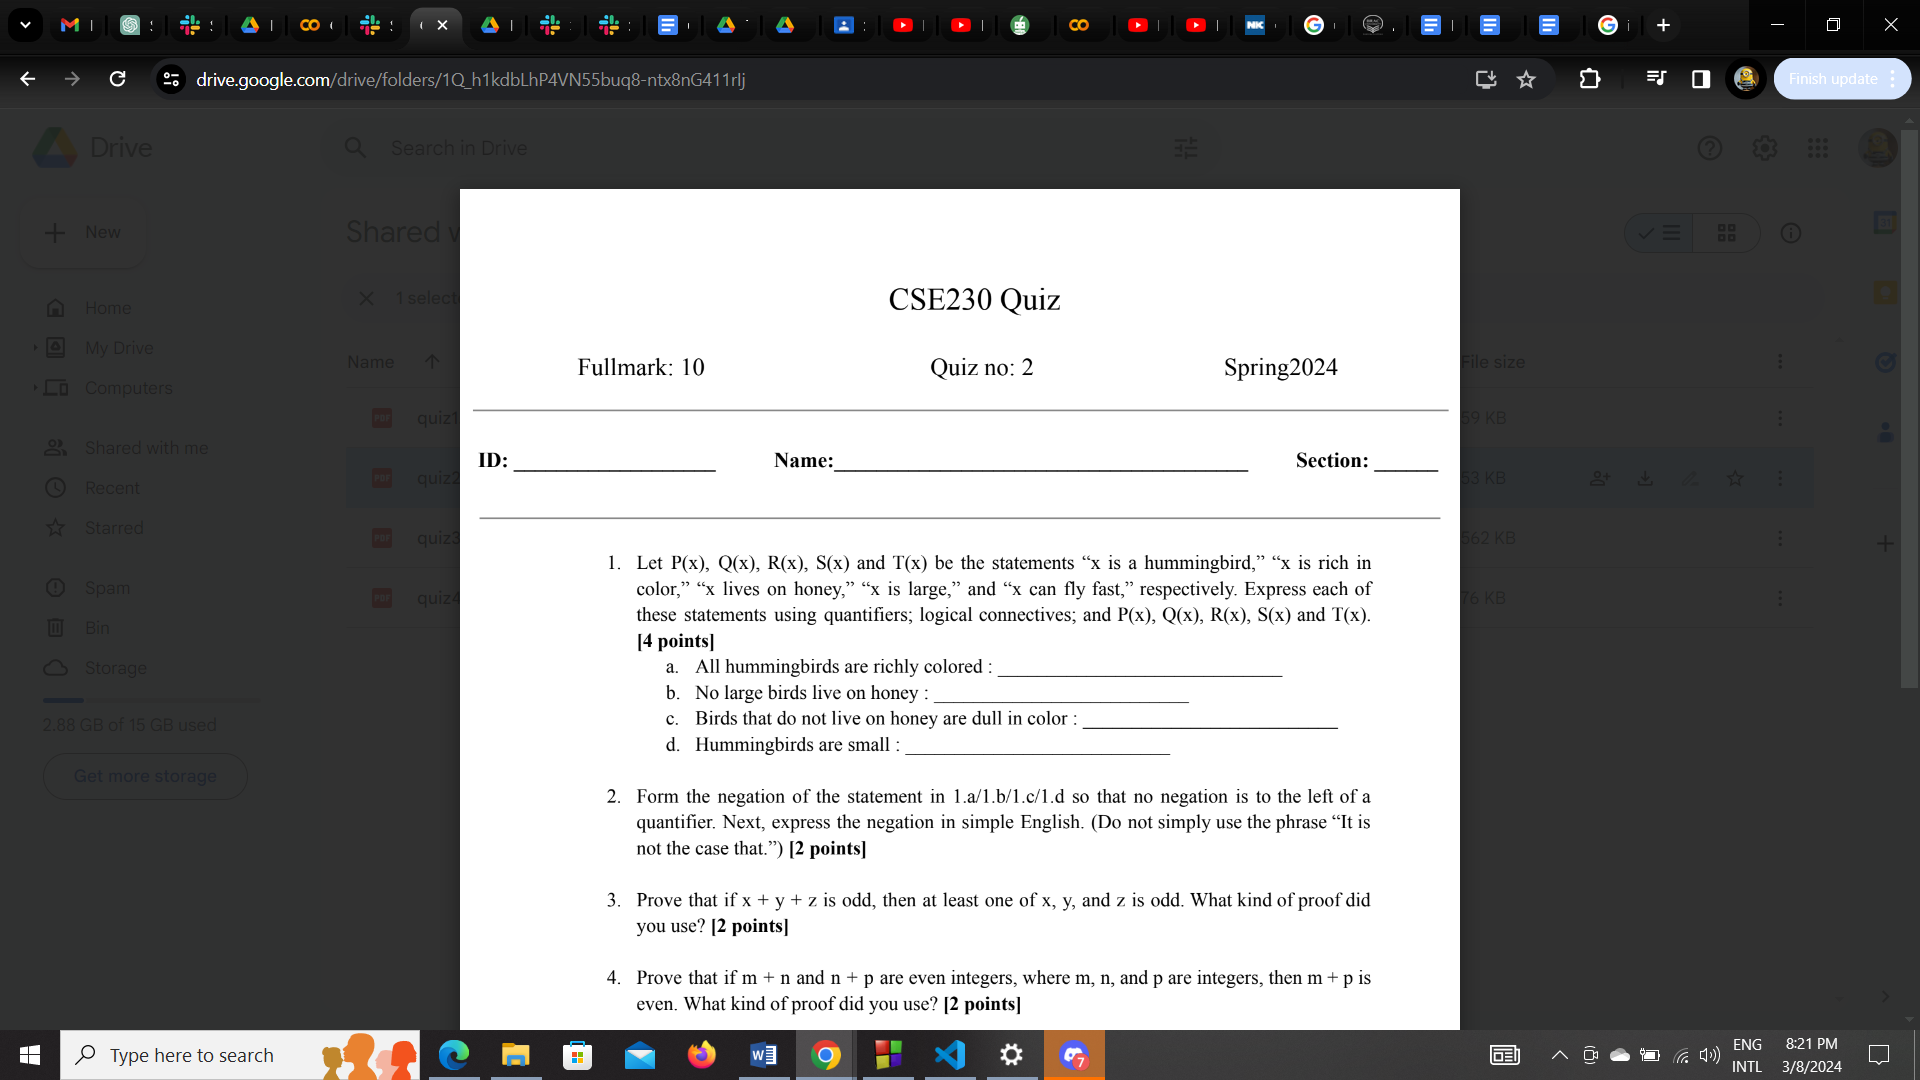 drive.google.com/drive/folders/1Q_h1kdbLhP4VN55buq8-ntx8nG411rIj
Finish update
Drive
Search in Drive
New
Shared w
Home
My Drive
Computers
Shared with me
Recent
Starred
Spam
Bin
Storage
2.88 GB of 15 GB used
Get more storage
1 select
Name
File size
quiz1
59 KB
quiz2
53 KB
quiz3
562 KB
quiz4
76 KB
CSE230 Quiz
Fullmark: 10 Quiz no: 2 Spring2024
ID: ____________________ Name:_________________________________________ Section: ______
1. Let P(x), Q(x), R(x), S(x) and T(x) be the statements “x is a hummingbird,” “x is rich in
color,” “x lives on honey,” “x is large,” and “x can fly fast,” respectively. Express each of
these statements using quantifiers; logical connectives; and P(x), Q(x), R(x), S(x) and T(x).
[4 points]
a. All hummingbirds are richly colored : _____________________________
b. No large birds live on honey : __________________________
c. Birds that do not live on honey are dull in color : __________________________
d. Hummingbirds are small : ___________________________
2. Form the negation of the statement in 1.a/1.b/1.c/1.d so that no negation is to the left of a
quantifier. Next, express the negation in simple English. (Do not simply use the phrase “It is
not the case that.”) [2 points]
3. Prove that if x + y + z is odd, then at least one of x, y, and z is odd. What kind of proof did
you use? [2 points]
4. Prove that if m + n and n + p are even integers, where m, n, and p are integers, then m + p is
even. What kind of proof did you use? [2 points]
Type here to search
7
ENG
INTL
8:21 PM
3/8/2024